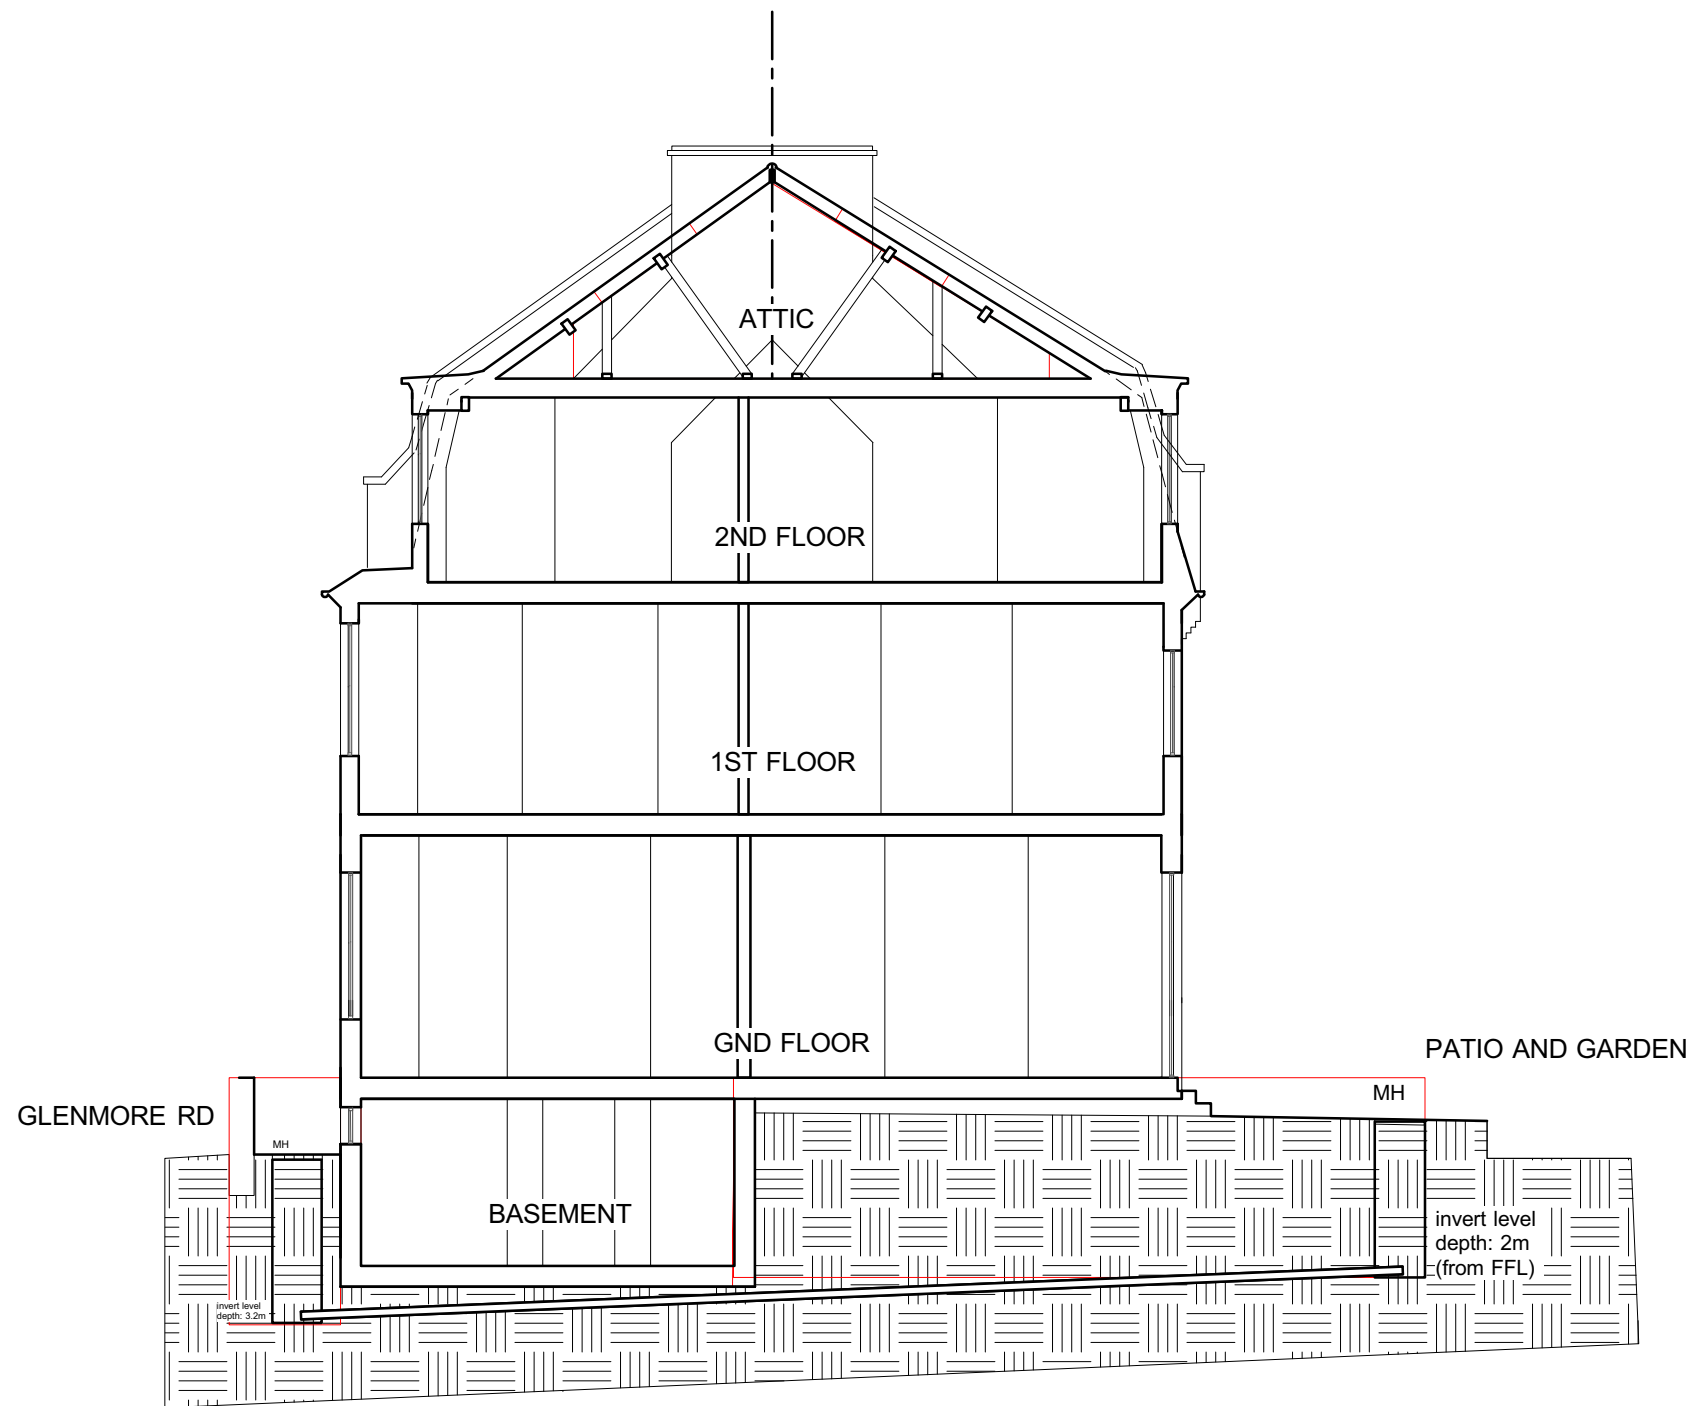 ATTIC
2ND FLOOR
1ST FLOOR
GND FLOOR
PATIO AND GARDEN
MH
GLENMORE RD
MH
BASEMENT
invert level
depth: 2m
(from FFL)
invert level
depth: 3.2m